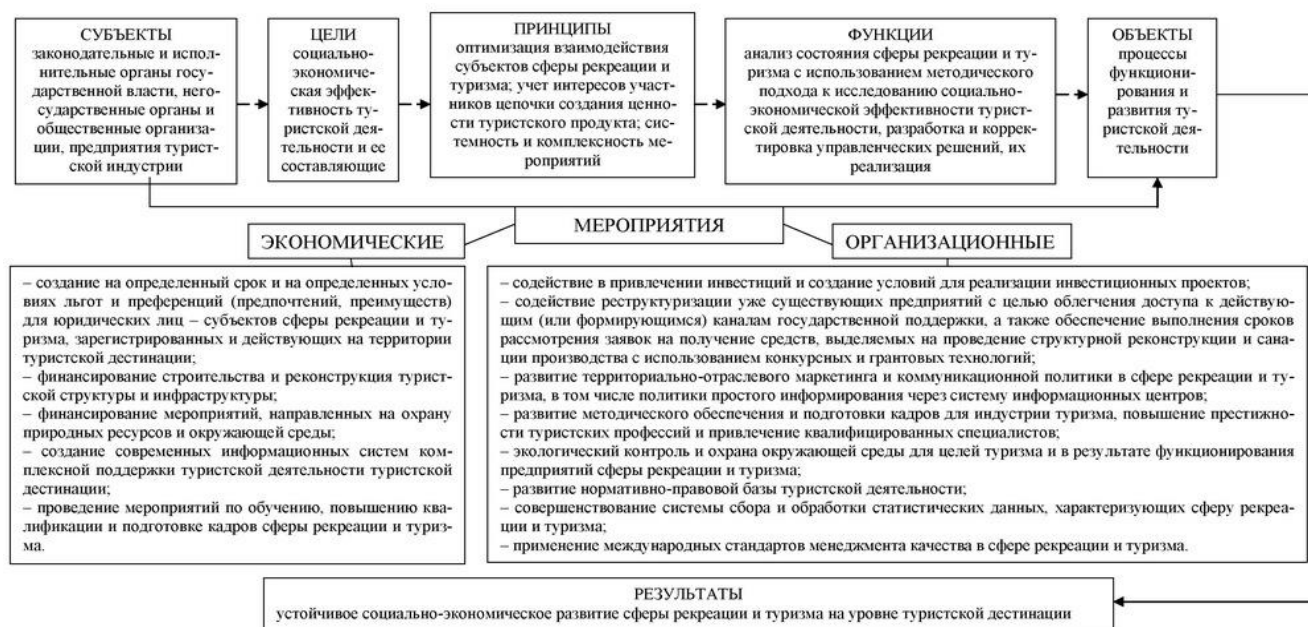 СУБЪЕКТЫ
законодательные и испол-
нительные органы госу-
дарственной власти, него-
сударственные органы и
общественные организа-
ции, предприятия турист-
ской индустрии
ЦЕЛИ
социально-
экономиче-
ская эффек-
тивность ту-
ристской дея-
тельности и ее
составляющие
ПРИНЦИПЫ
оптимизация взаимодействия
субъектов сферы рекреации и
туризма; учет интересов участ-
ников цепочки создания ценно-
сти туристского продукта; сис-
темность и комплексность ме-
роприятий
ФУНКЦИИ
анализ состояния сферы рекреации и ту-
ризма с использованием методического
подхода к исследованию социально-
экономической эффективности турист-
ской деятельности, разработка и коррек-
тировка управленческих решений, их
реализация
ОБЪЕКТЫ
процессы
функциони-
рования и
развития ту-
ристской дея-
тельности
МЕРОПРИЯТИЯ
ЭКОНОМИЧЕСКИЕ
ОРГАНИЗАЦИОННЫЕ
– создание на определенный срок и на определенных усло-
виях льгот и преференций (предпочтений, преимуществ)
для юридических лиц – субъектов сферы рекреации и ту-
ризма, зарегистрированных и действующих на территории
туристской дестинации;
– финансирование строительства и реконструкция турист-
ской структуры и инфраструктуры;
– финансирование мероприятий, направленных на охрану
природных ресурсов и окружающей среды;
– создание современных информационных систем ком-
плексной поддержки туристской деятельности туристской
дестинации;
– проведение мероприятий по обучению, повышению ква-
лификации и подготовке кадров сферы рекреации и туриз-
ма.
– содействие в привлечении инвестиций и создание условий для реализации инвестиционных проектов;
– содействие реструктуризации уже существующих предприятий с целью облегчения доступа к действую-
щим (или формирующимся) каналам государственной поддержки, а также обеспечение выполнения сроков
рассмотрения заявок на получение средств, выделяемых на проведение структурной реконструкции и сана-
ции производства с использованием конкурсных и грантовых технологий;
– развитие территориально-отраслевого маркетинга и коммуникационной политики в сфере рекреации и ту-
ризма, в том числе политики простого информирования через систему информационных центров;
– развитие методического обеспечения и подготовки кадров для индустрии туризма, повышение престижно-
сти туристских профессий и привлечение квалифицированных специалистов;
– экологический контроль и охрана окружающей среды для целей туризма и в результате функционирования
предприятий сферы рекреации и туризма;
– развитие нормативно-правовой базы туристской деятельности;
– совершенствование системы сбора и обработки статистических данных, характеризующих сферу рекреа-
ции и туризма;
– применение международных стандартов менеджмента качества в сфере рекреации и туризма.
РЕЗУЛЬТАТЫ
устойчивое социально-экономическое развитие сферы рекреации и туризма на уровне туристской дестинации